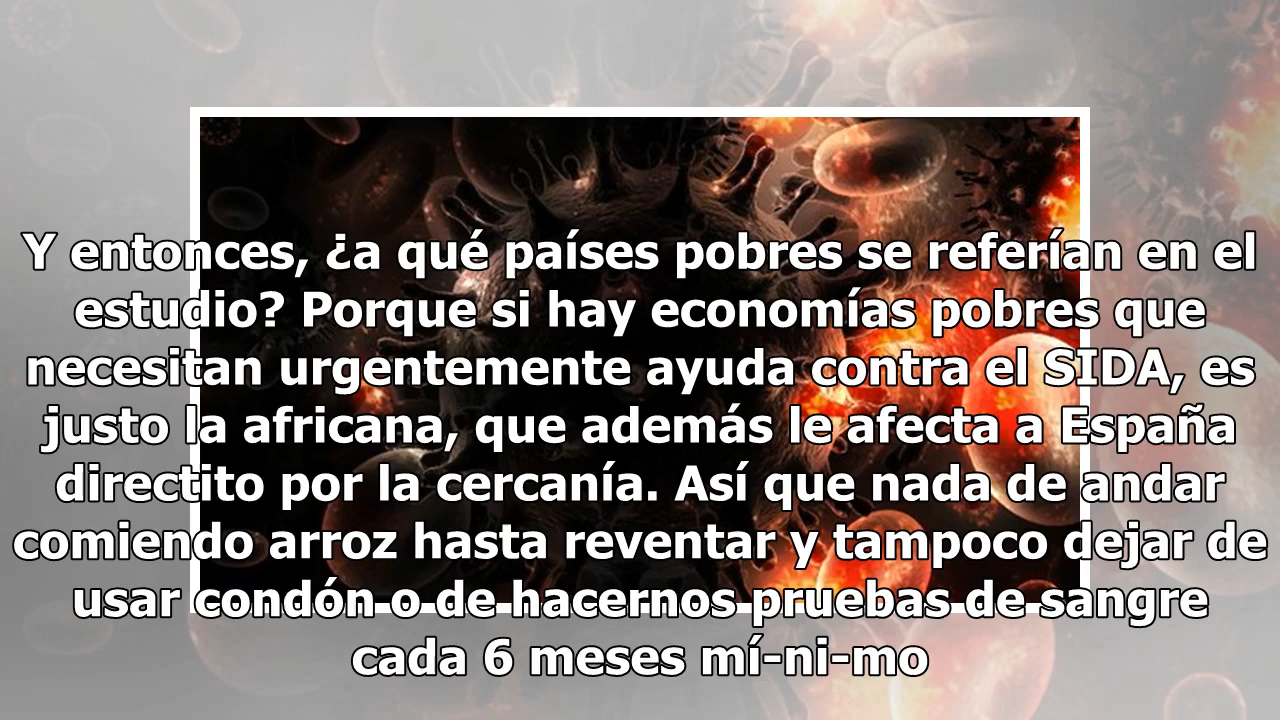 Y entonces, ¿a qué países pobres se referían en el
estudio? Porque si hay economías pobres que
necesitan urgentemente ayuda contra el SIDA, es
justo la africana, que además le afecta a España
directito por la cercanía. Así que nada de andar
comiendo arroz hasta reventar y tampoco dejar de
usar condón o de hacernos pruebas de sangre
cada 6 meses mí-ni-mo